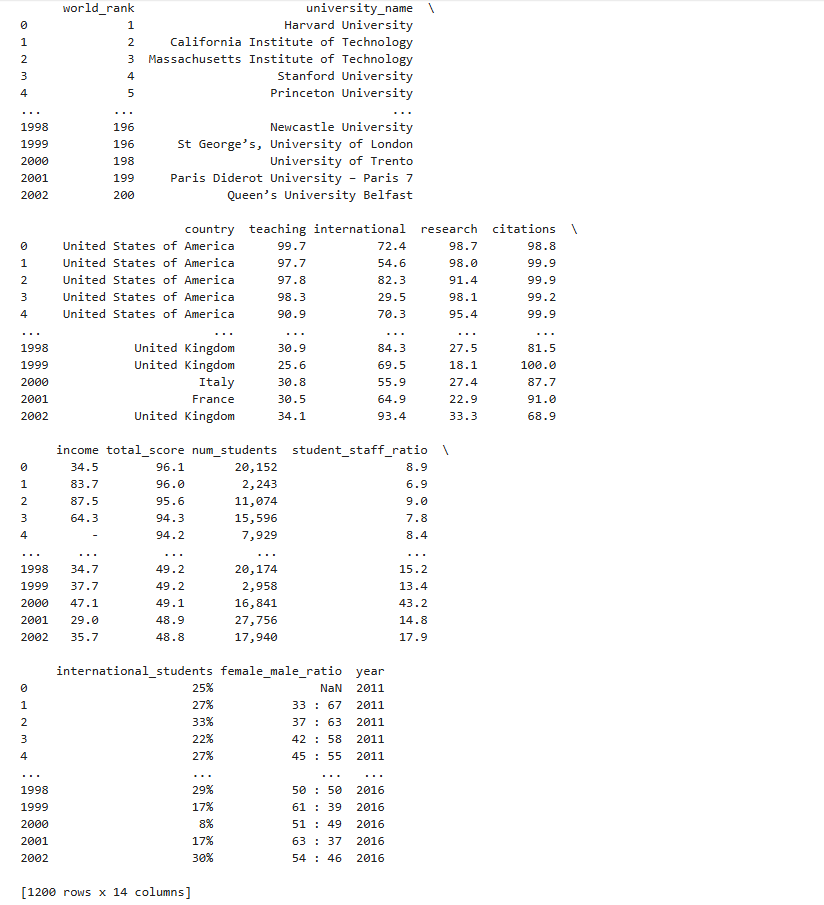 world_rank university_name \
0 1 Harvard University
1 2 California Institute of Technology
2 3 Massachusetts Institute of Technology
3 4 Stanford University
4 5 Princeton University
... ... ...
1998 196 Newcastle University
1999 196 St George’s, University of London
2000 198 University of Trento
2001 199 Paris Diderot University – Paris 7
2002 200 Queen’s University Belfast
country teaching international research citations \
0 United States of America 99.7 72.4 98.7 98.8
1 United States of America 97.7 54.6 98.0 99.9
2 United States of America 97.8 82.3 91.4 99.9
3 United States of America 98.3 29.5 98.1 99.2
4 United States of America 90.9 70.3 95.4 99.9
... ... ... ... ... ...
1998 United Kingdom 30.9 84.3 27.5 81.5
1999 United Kingdom 25.6 69.5 18.1 100.0
2000 Italy 30.8 55.9 27.4 87.7
2001 France 30.5 64.9 22.9 91.0
2002 United Kingdom 34.1 93.4 33.3 68.9
income total_score num_students student_staff_ratio \
0 34.5 96.1 20,152 8.9
1 83.7 96.0 2,243 6.9
2 87.5 95.6 11,074 9.0
3 64.3 94.3 15,596 7.8
4 - 94.2 7,929 8.4
... ... ... ... ...
1998 34.7 49.2 20,174 15.2
1999 37.7 49.2 2,958 13.4
2000 47.1 49.1 16,841 43.2
2001 29.0 48.9 27,756 14.8
2002 35.7 48.8 17,940 17.9
international_students female_male_ratio year
0 25% NaN 2011
1 27% 33 : 67 2011
2 33% 37 : 63 2011
3 22% 42 : 58 2011
4 27% 45 : 55 2011
... ... ... ...
1998 29% 50 : 50 2016
1999 17% 61 : 39 2016
2000 8% 51 : 49 2016
2001 17% 63 : 37 2016
2002 30% 54 : 46 2016
[1200 rows x 14 columns]